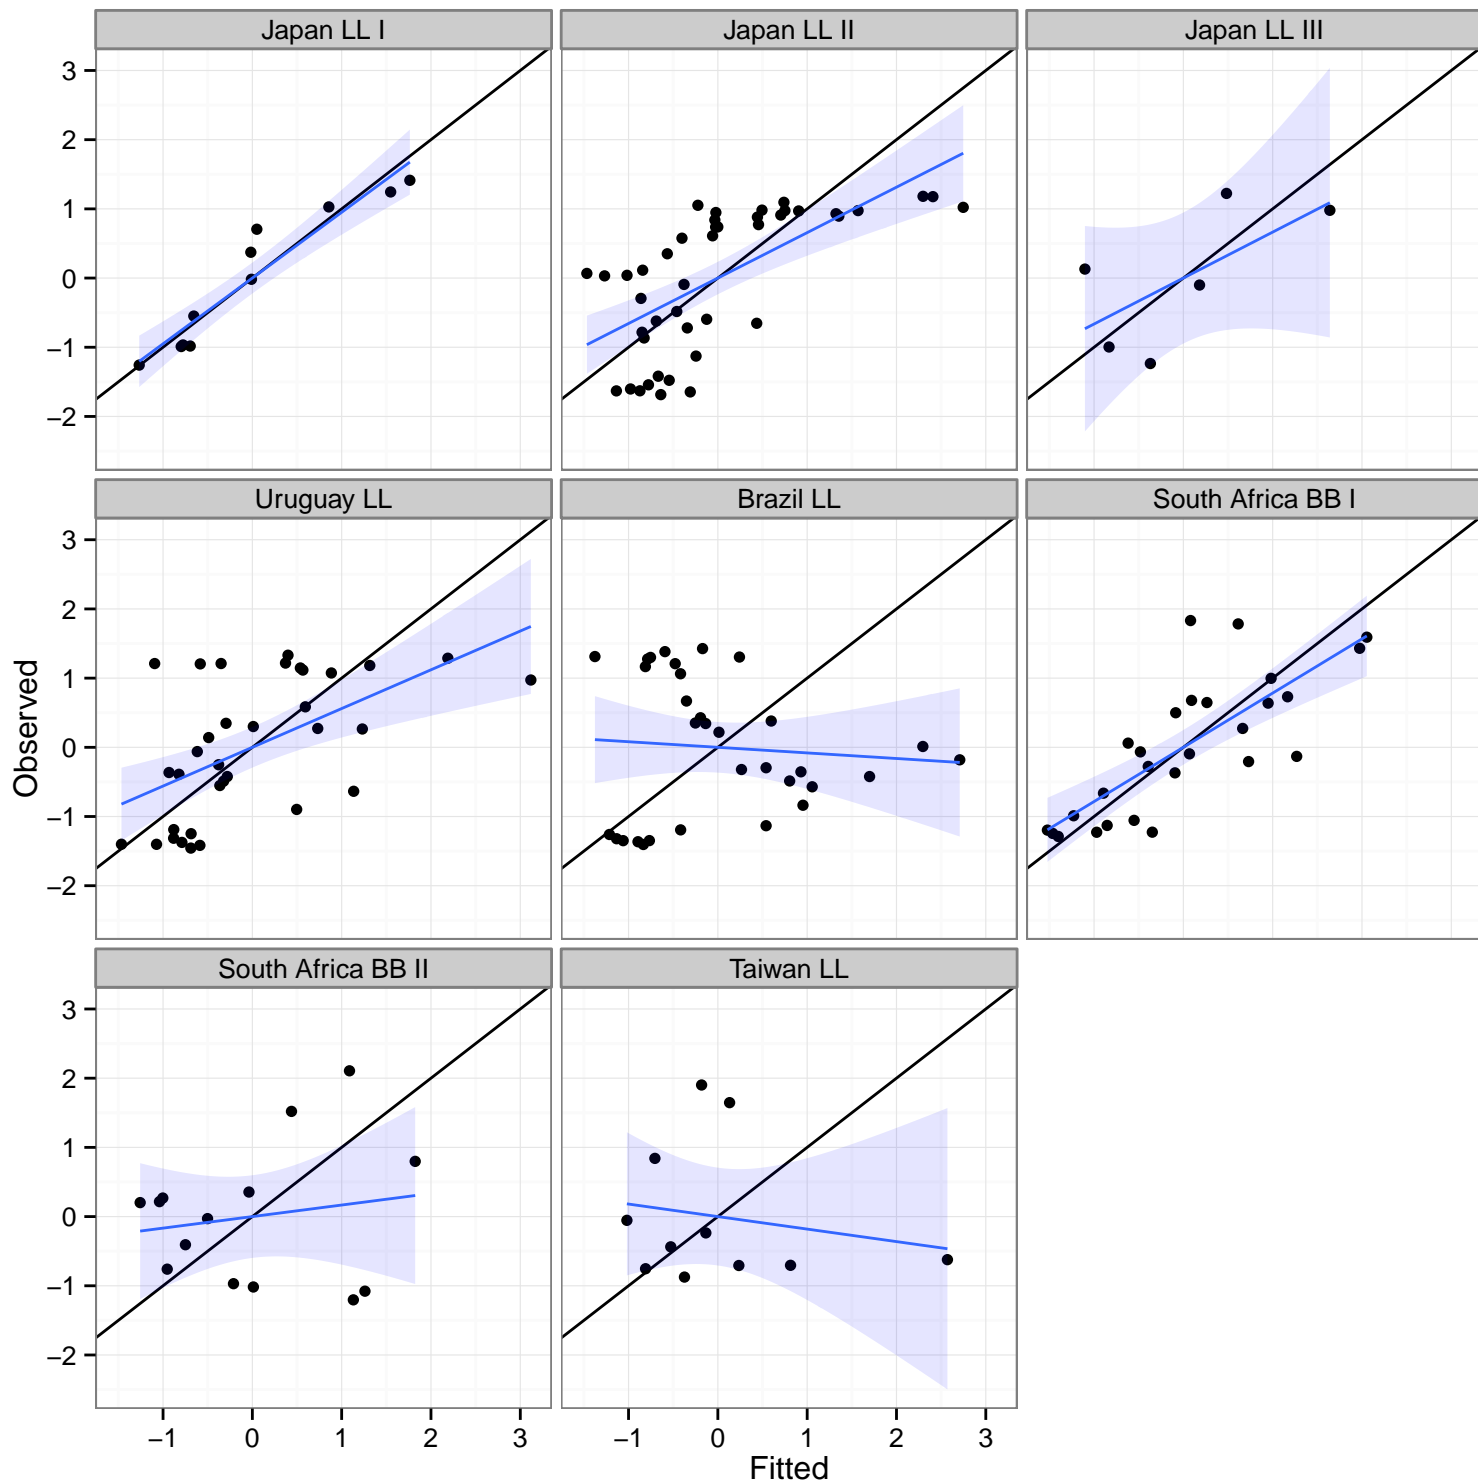 Japan LL I
Japan LL II
Japan LL III
3
2
1
0
−1
−2
Uruguay LL
Brazil LL
South Africa BB I
3
2
1
0
−1
−2
Observed
South Africa BB II
Taiwan LL
3
2
1
0
−1
−2
−1 0 1 2 3
−1 0 1 2 3
Fitted